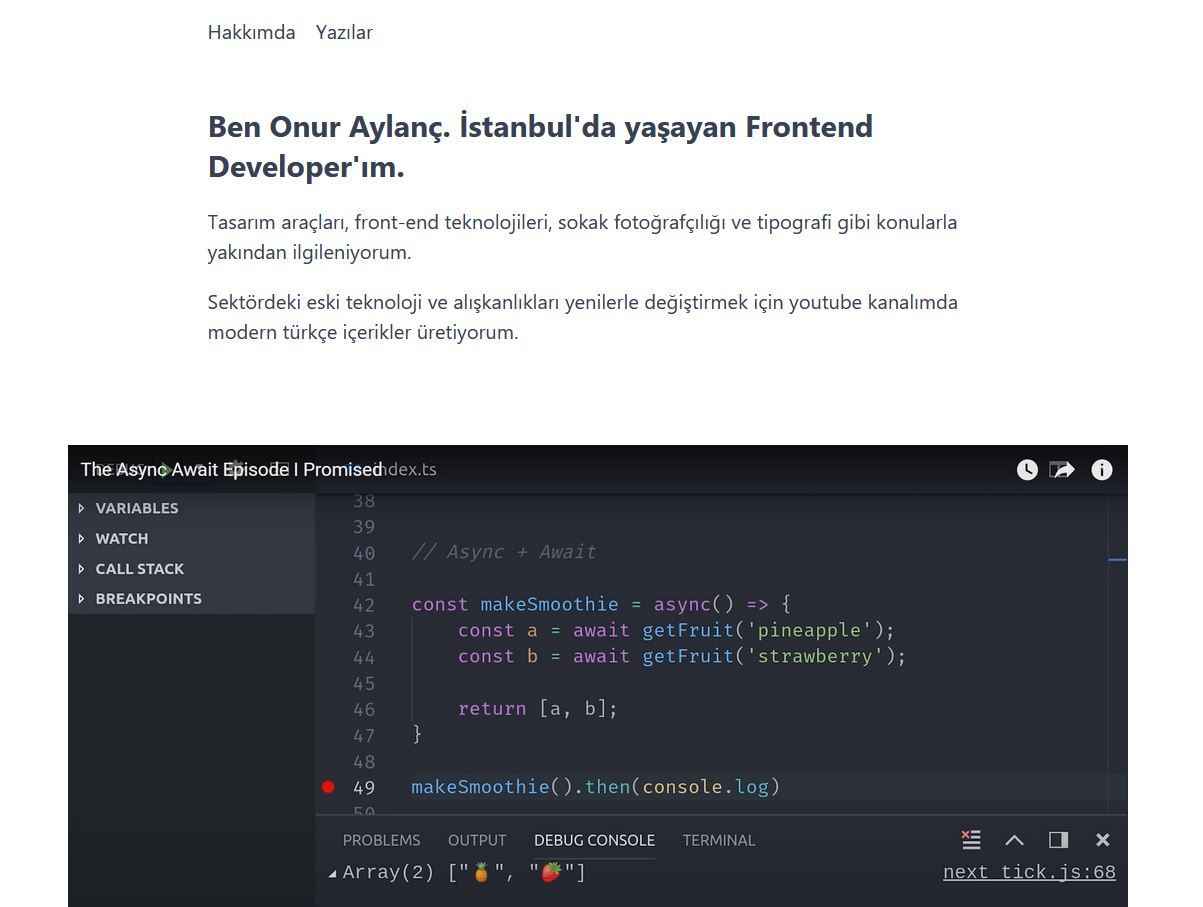 Hakkımda Yazılar
Ben Onur Aylanç. İstanbul'da yaşayan Frontend
Developer'ım.
Tasarım araçları, front-end teknolojileri, sokak fotoğrafçılığı ve tipografi gibi konularla
yakından ilgileniyorum.
Sektördeki eski teknoloji ve alışkanlıkları yenilerle değiştirmek için youtube kanalımda
modern türkçe içerikler üretiyorum.
The Async Await Episode I Promised
index.ts
VARIABLES
WATCH
CALL STACK
BREAKPOINTS
38
39
40 // Async + Await
41
42 const makeSmoothie = async() => {
43 const a = await getFruit('pineapple');
44 const b = await getFruit('strawberry');
45
46 return [a, b];
47 }
48
49 makeSmoothie().then(console.log)
50
PROBLEMS OUTPUT DEBUG CONSOLE TERMINAL
Array(2) ["🍍", "🍓"] next_tick.js:68